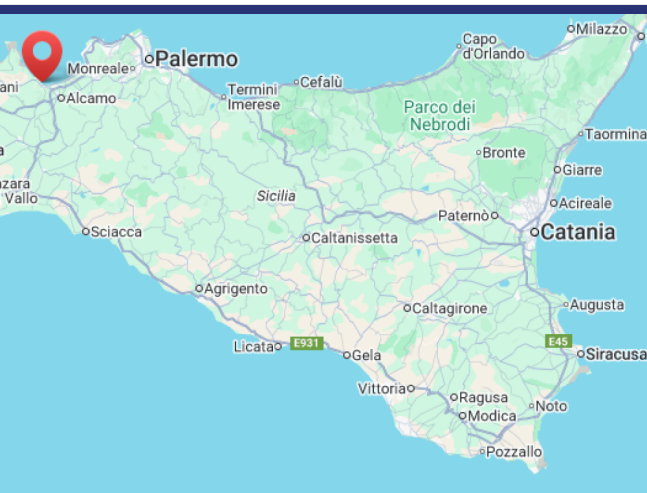 Milazzo
Capo
d'Orlando
Palermo
Monreale
Cefalù
Termini
Imerese
ani
Alcamo
Parco dei
Nebrodi
Taormina
Bronte
a
Giarre
zara
Vallo
Sicilia
Acireale
Paternò
Sciacca
Caltanissetta
Catania
Agrigento
Caltagirone
Augusta
Licata
E931
E45
Gela
Siracusa
Vittoria
Ragusa
Noto
Modica
Pozzallo